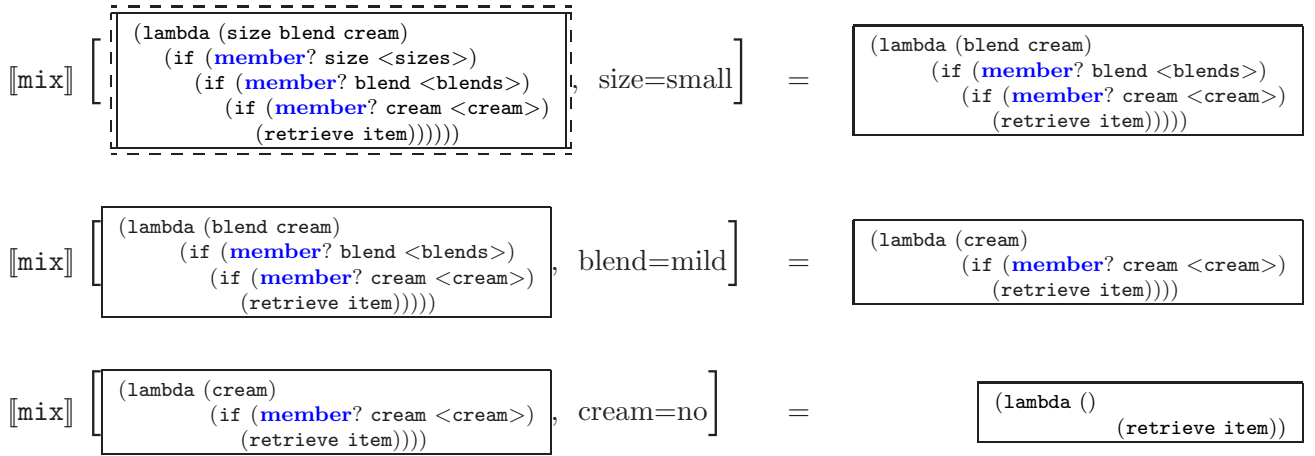 (lambda (size blend cream)
(if (member? size <sizes>)
(if (member? blend <blends>)
(if (member? cream <cream>)
(retrieve item))))))
⟦mix⟧ [ , size=small ] =
(lambda (blend cream)
(if (member? blend <blends>)
(if (member? cream <cream>)
(retrieve item)))))
(lambda (blend cream)
(if (member? blend <blends>)
(if (member? cream <cream>)
(retrieve item)))))
⟦mix⟧ [ , blend=mild ] =
(lambda (cream)
(if (member? cream <cream>)
(retrieve item))))
(lambda (cream)
(if (member? cream <cream>)
(retrieve item))))
⟦mix⟧ [ , cream=no ] =
(lambda ()
(retrieve item))